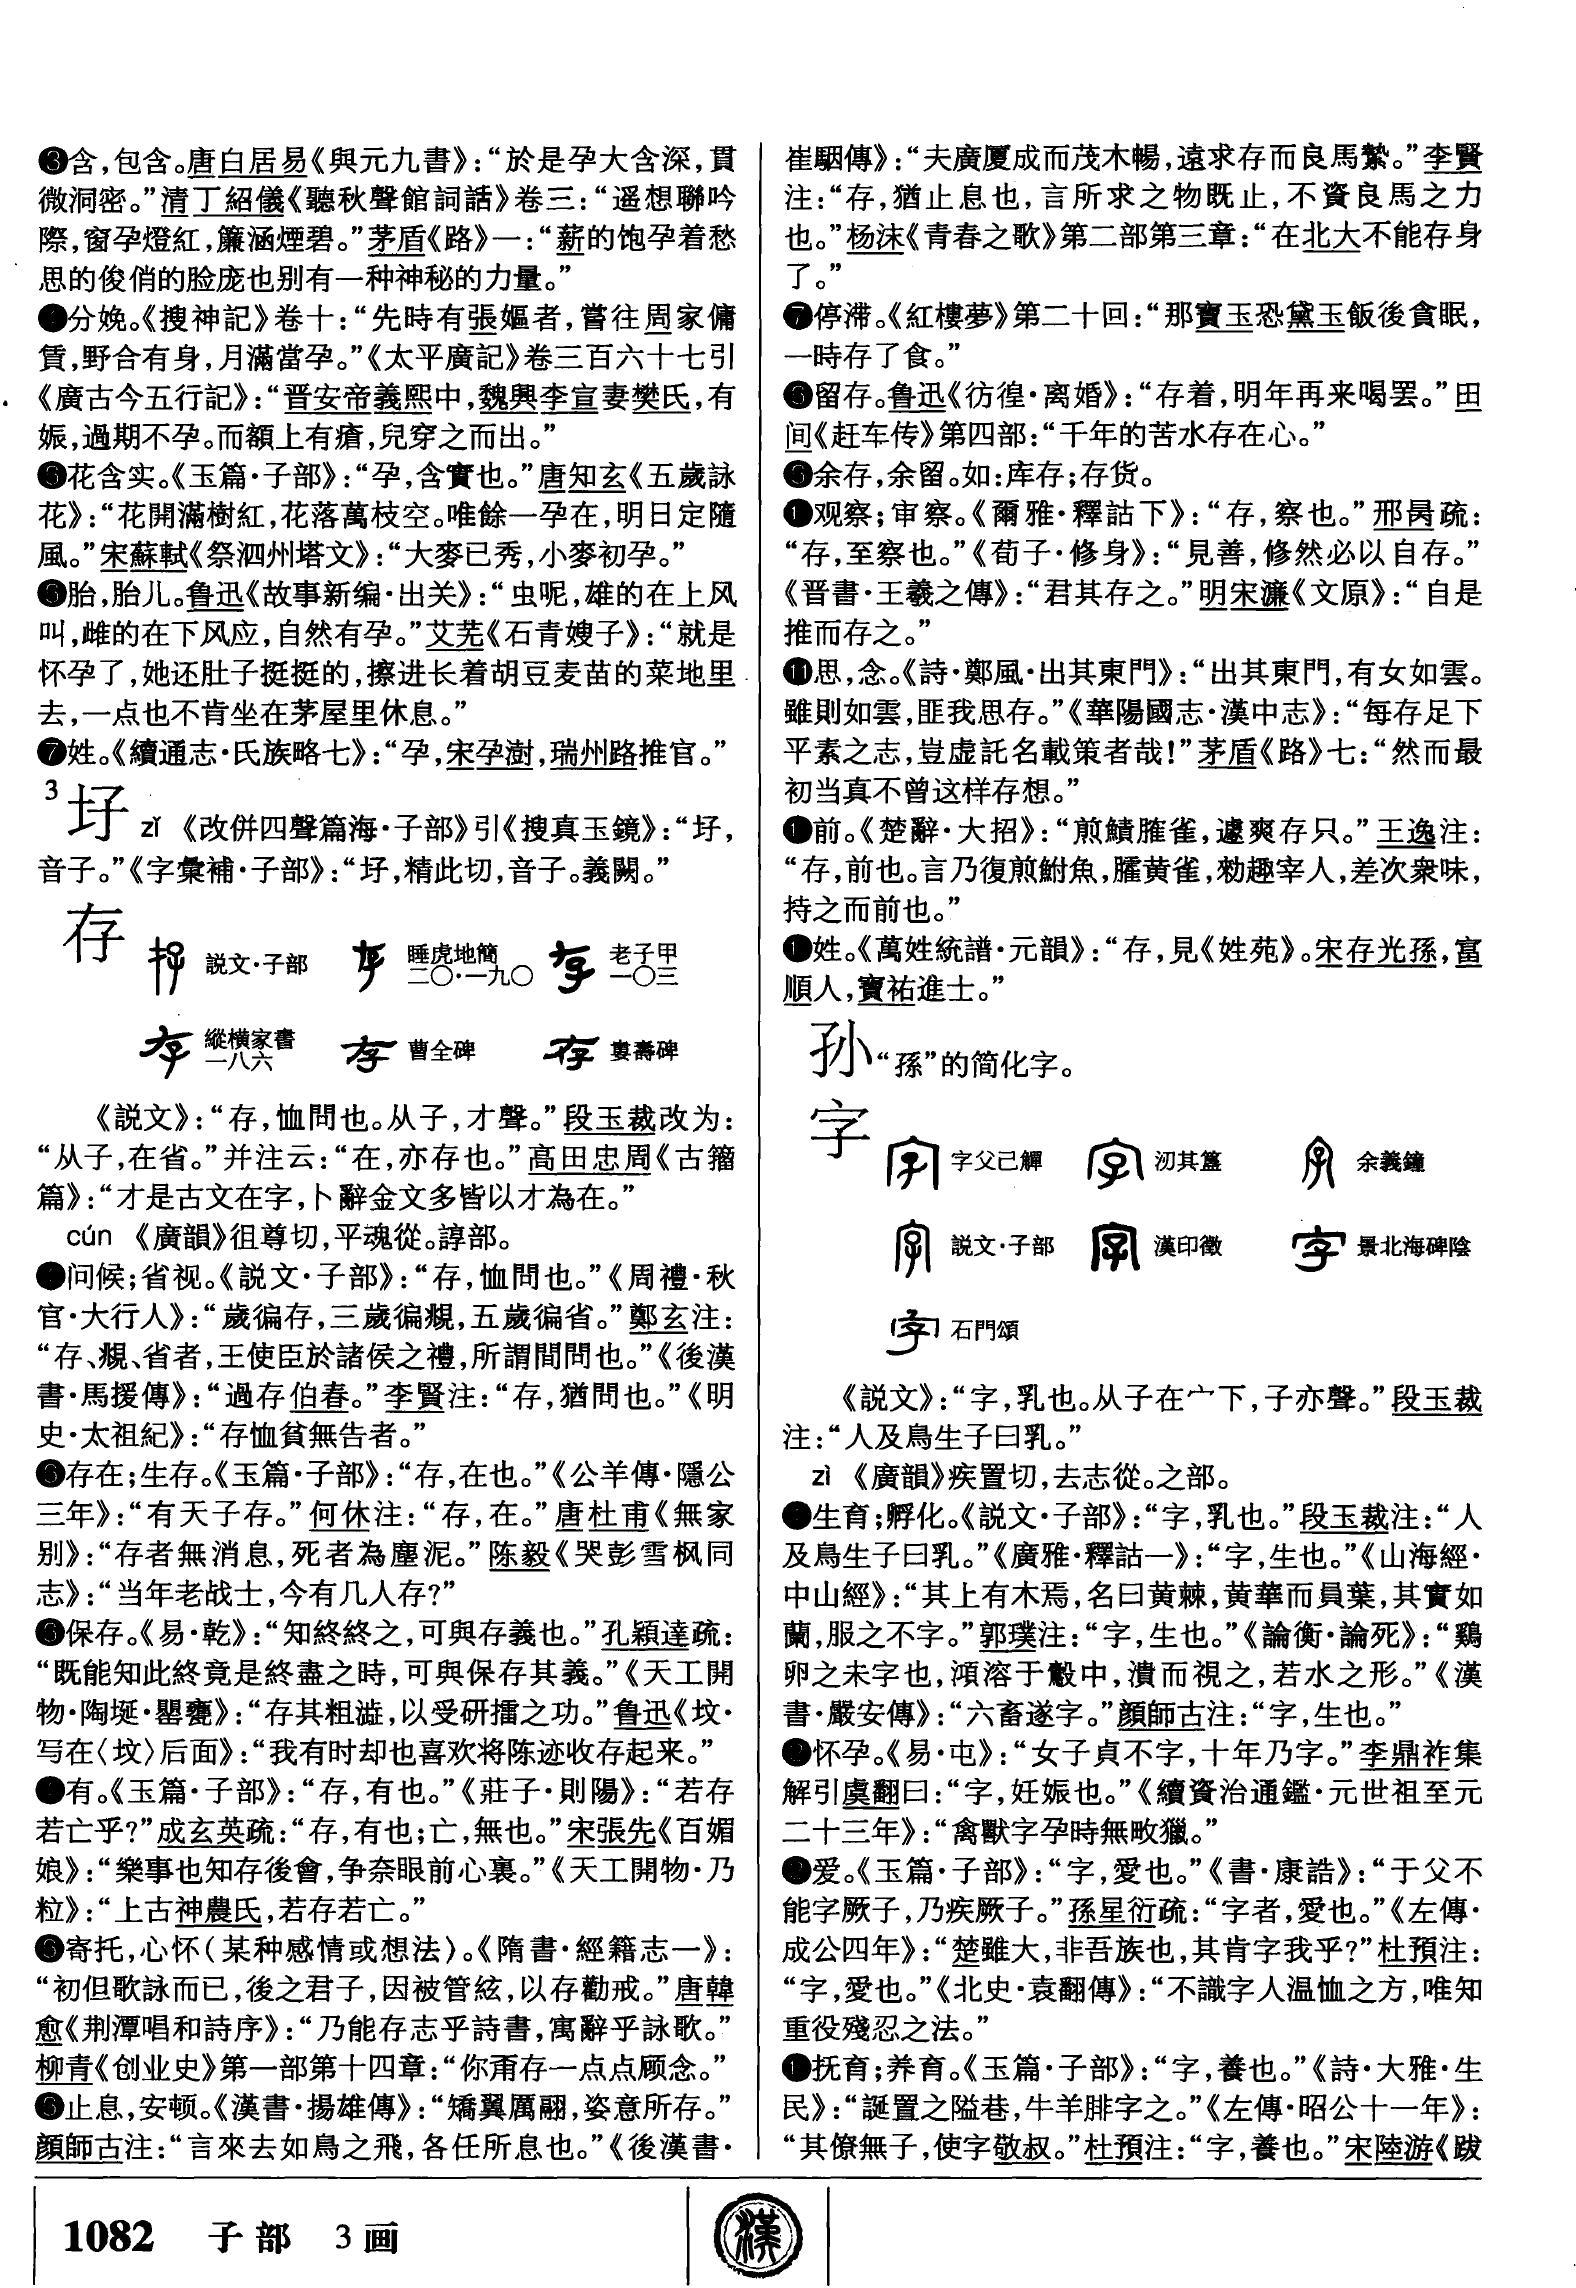 ❸含,包含。唐白居易《與元九書》:“於是孕大含深,貫
微洞密。”清丁紹儀《聽秋聲館詞話》卷三:“遥想聯吟
際,窗孕燈紅,簾涵煙碧。”茅盾《路》一:“薪的饱孕着愁
思的俊俏的脸庞也别有一种神秘的力量。”
❹分娩。《搜神記》卷十:“先時有張嫗者,嘗往周家傭
賃,野合有身,月滿當孕。”《太平廣記》卷三百六十七引
《廣古今五行記》:“晋安帝義熙中,魏興李宣妻樊氏,有
娠,過期不孕。而額上有瘡,兒穿之而出。”
❺花含实。《玉篇·子部》:“孕,含實也。”唐知玄《五歲詠
花》:“花開滿樹紅,花落萬枝空。唯餘一孕在,明日定隨
風。”宋蘇軾《祭泗州塔文》:“大麥已秀,小麥初孕。”
❻胎,胎儿。鲁迅《故事新编·出关》:“虫呢,雄的在上风
叫,雌的在下风应,自然有孕。”艾芜《石青嫂子》:“就是
怀孕了,她还肚子挺挺的,擦进长着胡豆麦苗的菜地里
去,一点也不肯坐在茅屋里休息。”
❼姓。《續通志·氏族略七》:“孕,宋孕澍,瑞州路推官。”
3 㜽 zǐ 《改併四聲篇海·子部》引《搜真玉鏡》:“㜽,
音子。”《字彙補·子部》:“㜽,精此切,音子。義闕。”
存
説文·子部 睡虎地簡二〇·一九〇 老子甲一〇三
縱横家書一八六 曹全碑 婁壽碑
《説文》:“存,恤問也。从子,才聲。”段玉裁改为:
“从子,在省。”并注云:“在,亦存也。”高田忠周《古籀
篇》:“才是古文在字,卜辭金文多皆以才為在。”
cún 《廣韻》徂尊切,平魂從。諄部。
❶问候;省视。《説文·子部》:“存,恤問也。”《周禮·秋
官·大行人》:“歲徧存,三歲徧覜,五歲徧省。”鄭玄注:
“存、覜、省者,王使臣於諸侯之禮,所謂間問也。”《後漢
書·馬援傳》:“過存伯春。”李賢注:“存,猶問也。”《明
史·太祖紀》:“存恤貧無告者。”
❷存在;生存。《玉篇·子部》:“存,在也。”《公羊傳·隱公
三年》:“有天子存。”何休注:“存,在。”唐杜甫《無家
别》:“存者無消息,死者為塵泥。”陈毅《哭彭雪枫同
志》:“当年老战士,今有几人存?”
❸保存。《易·乾》:“知終終之,可與存義也。”孔穎達疏:
“既能知此終竟是終盡之時,可與保存其義。”《天工開
物·陶埏·罌甕》:“存其粗澁,以受研擂之功。”鲁迅《坟·
写在〈坟〉后面》:“我有时却也喜欢将陈迹收存起来。”
❹有。《玉篇·子部》:“存,有也。”《莊子·則陽》:“若存
若亡乎?”成玄英疏:“存,有也;亡,無也。”宋張先《百媚
娘》:“樂事也知存後會,争奈眼前心裏。”《天工開物·乃
粒》:“上古神農氏,若存若亡。”
❺寄托,心怀(某种感情或想法)。《隋書·經籍志一》:
“初但歌詠而已,後之君子,因被管絃,以存勸戒。”唐韓
愈《荆潭唱和詩序》:“乃能存志乎詩書,寓辭乎詠歌。”
柳青《创业史》第一部第十四章:“你甭存一点点顾念。”
❻止息,安顿。《漢書·揚雄傳》:“矯翼厲翮,姿意所存。”
顔師古注:“言來去如鳥之飛,各任所息也。”《後漢書·
崔駰傳》:“夫廣厦成而茂木暢,遠求存而良馬縶。”李賢
注:“存,猶止息也,言所求之物既止,不資良馬之力
也。”杨沫《青春之歌》第二部第三章:“在北大不能存身
了。”
❼停滞。《紅樓夢》第二十回:“那寶玉恐黛玉飯後貪眠,
一時存了食。”
❽留存。鲁迅《彷徨·离婚》:“存着,明年再来喝罢。”田
间《赶车传》第四部:“千年的苦水存在心。”
❾余存,余留。如:库存;存货。
❿观察;审察。《爾雅·釋詁下》:“存,察也。”邢昺疏:
“存,至察也。”《荀子·修身》:“見善,修然必以自存。”
《晋書·王羲之傳》:“君其存之。”明宋濂《文原》:“自是
推而存之。”
⓫思,念。《詩·鄭風·出其東門》:“出其東門,有女如雲。
雖則如雲,匪我思存。”《華陽國志·漢中志》:“每存足下
平素之志,豈虚託名載策者哉!”茅盾《路》七:“然而最
初当真不曾这样存想。”
⓬前。《楚辭·大招》:“煎鰿臛雀,遽爽存只。”王逸注:
“存,前也。言乃復煎鮒魚,臛黄雀,勑趣宰人,差次衆味,
持之而前也。”
⓭姓。《萬姓統譜·元韻》:“存,見《姓苑》。宋存光孫,富
順人,寶祐進士。”
孙 “孫”的简化字。
字
字父己觶 沕其簋 余義鐘
説文·子部 漢印徵 景北海碑陰
石門頌
《説文》:“字,乳也。从子在宀下,子亦聲。”段玉裁
注:“人及鳥生子曰乳。”
zì 《廣韻》疾置切,去志從。之部。
❶生育;孵化。《説文·子部》:“字,乳也。”段玉裁注:“人
及鳥生子曰乳。”《廣雅·釋詁一》:“字,生也。”《山海經·
中山經》:“其上有木焉,名曰黄棘,黄華而員葉,其實如
蘭,服之不字。”郭璞注:“字,生也。”《論衡·論死》:“鷄
卵之未字也,澒溶于㲉中,潰而視之,若水之形。”《漢
書·嚴安傳》:“六畜遂字。”顔師古注:“字,生也。”
❷怀孕。《易·屯》:“女子貞不字,十年乃字。”李鼎祚集
解引虞翻曰:“字,妊娠也。”《續資治通鑑·元世祖至元
二十三年》:“禽獸字孕時無畋獵。”
❸爱。《玉篇·子部》:“字,愛也。”《書·康誥》:“于父不
能字厥子,乃疾厥子。”孫星衍疏:“字者,愛也。”《左傳·
成公四年》:“楚雖大,非吾族也,其肯字我乎?”杜預注:
“字,愛也。”《北史·袁翻傳》:“不識字人温恤之方,唯知
重役殘忍之法。”
❹抚育;养育。《玉篇·子部》:“字,養也。”《詩·大雅·生
民》:“誕置之隘巷,牛羊腓字之。”《左傳·昭公十一年》:
“其僚無子,使字敬叔。”杜預注:“字,養也。”宋陸游《跋
1082 子部 3画
漢